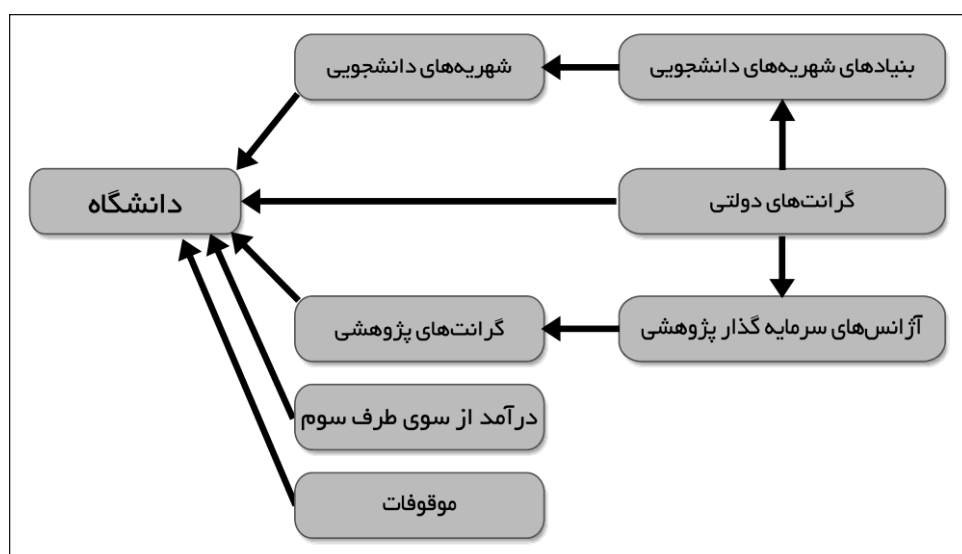 بنیادهای شهریه‌های دانشجویی
شهریه‌های دانشجویی
گرانت‌های دولتی
دانشگاه
آژانس‌های سرمایه گذار پژوهشی
گرانت‌های پژوهشی
درآمد از سوی طرف سوم
موقوفات